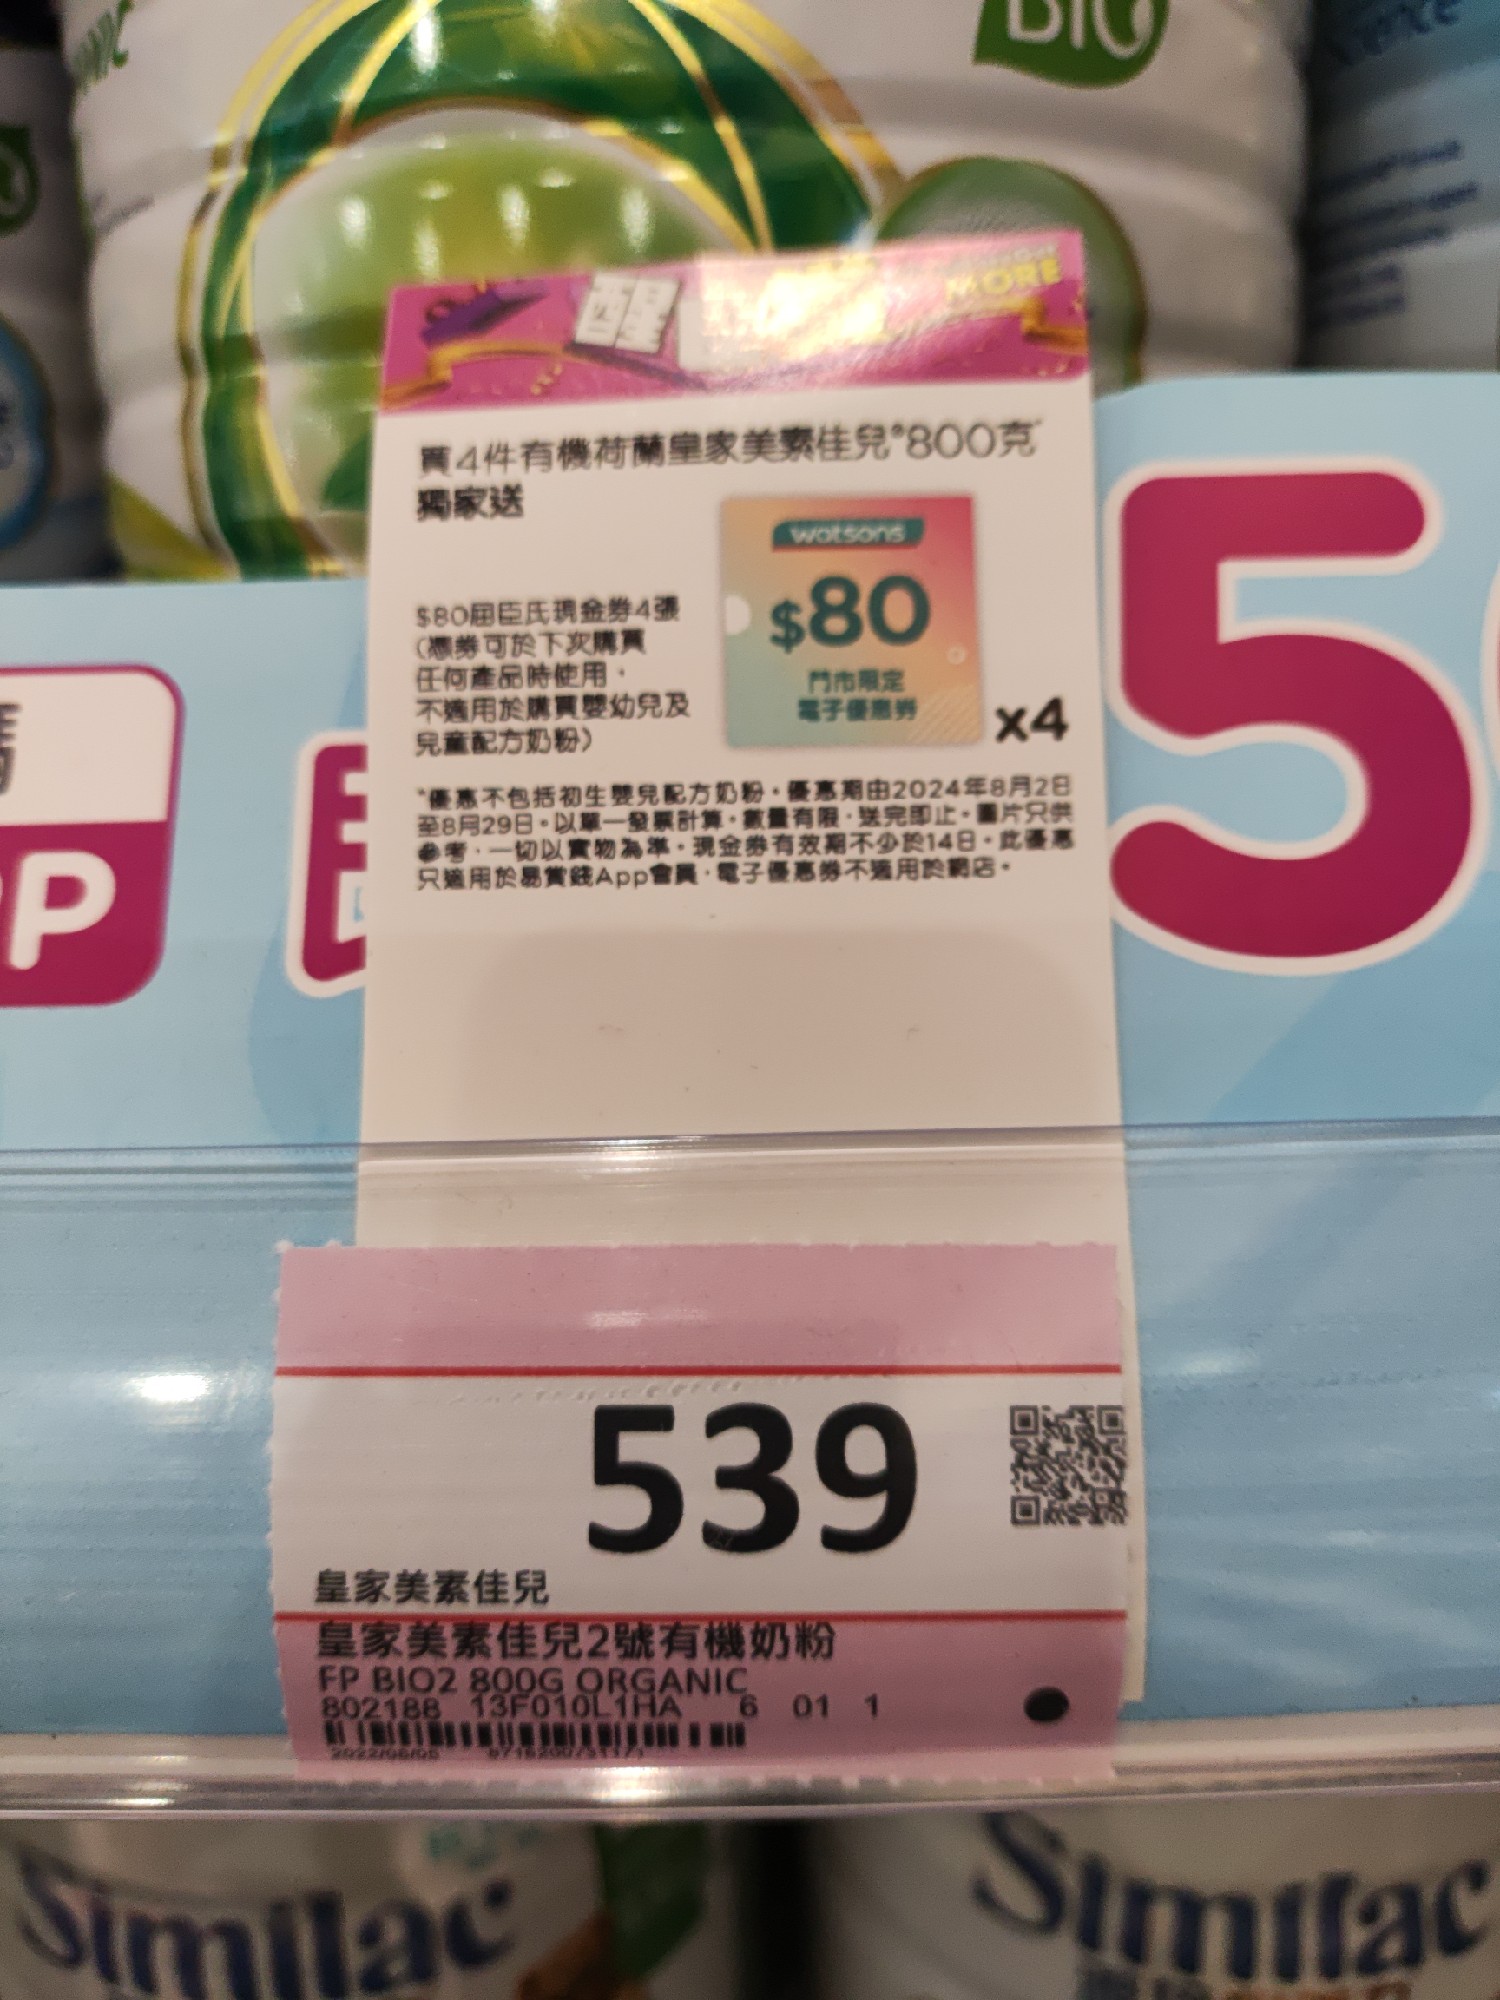 BIO
醒
MORE
買4件有機荷蘭皇家美素佳兒*800克
獨家送
watsons
$80
門市限定
電子優惠券
x4
$80屈臣氏現金券4張
(憑券可於下次購買
任何產品時使用，
不適用於購買嬰幼兒及
兒童配方奶粉)
*優惠不包括初生嬰兒配方奶粉。優惠期由2024年8月2日
至8月29日。以單一發票計算。數量有限，送完即止。圖片只供
參考，一切以實物為準。現金券有效期不少於14日。此優惠
只適用於易賞錢App會員，電子優惠券不適用於網店。
5
539
皇家美素佳兒
皇家美素佳兒2號有機奶粉
FP BIO2 800G ORGANIC
802188 13F010L1HA 6 01 1
Similac
Similac